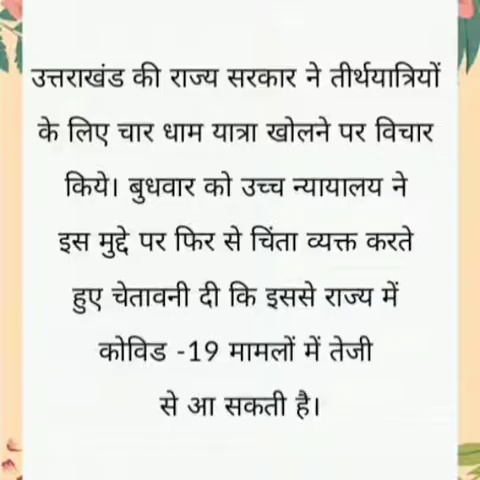 उत्तराखंड की राज्य सरकार ने तीर्थयात्रियों
के लिए चार धाम यात्रा खोलने पर विचार
किये। बुधवार को उच्च न्यायालय ने
इस मुद्दे पर फिर से चिंता व्यक्त करते
हुए चेतावनी दी कि इससे राज्य में
कोविड -19 मामलों में तेजी
से आ सकती है।